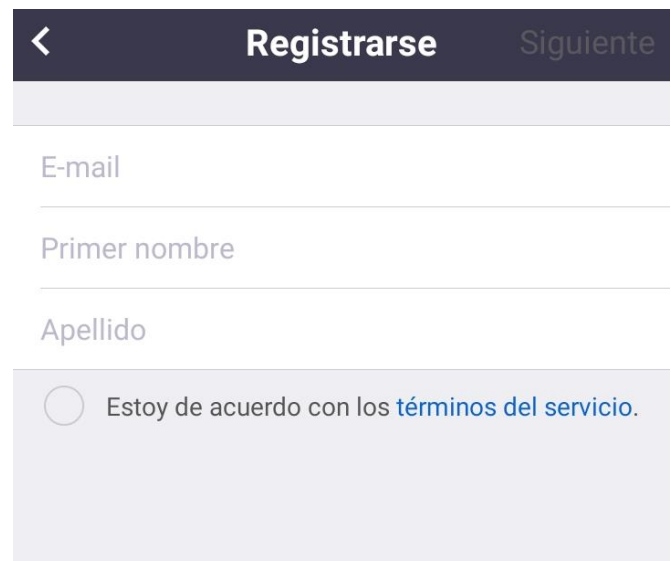 Registrarse Siguiente
E-mail
Primer nombre
Apellido
Estoy de acuerdo con los términos del servicio.